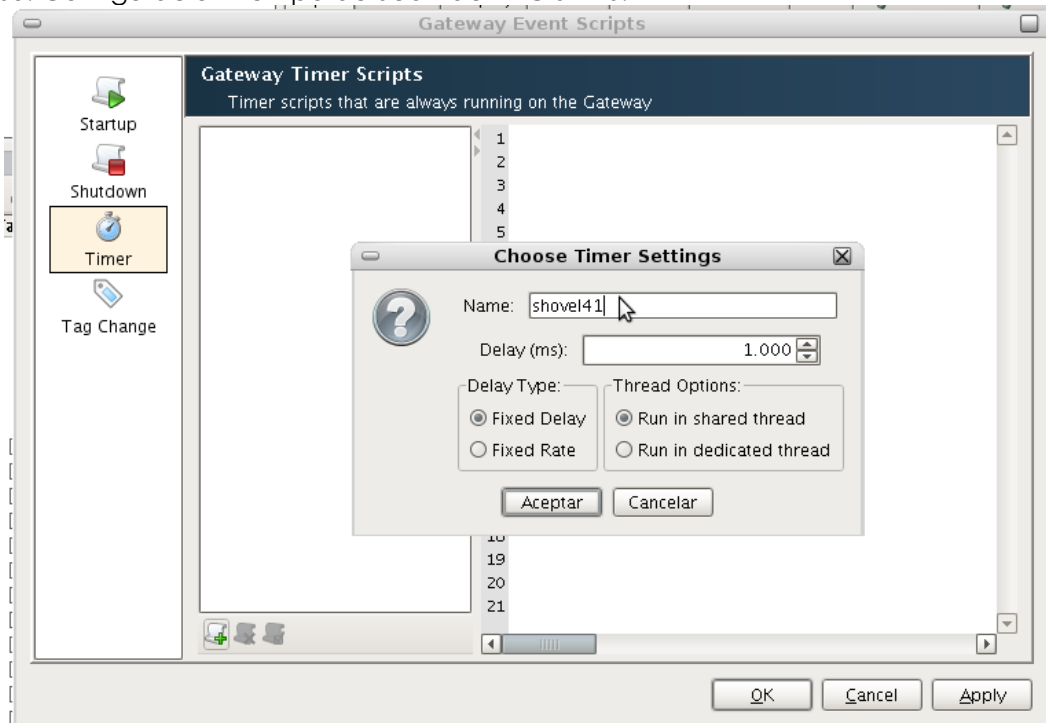 Gateway Event Scripts
Startup
Shutdown
Timer
Tag Change
Gateway Timer Scripts
Timer scripts that are always running on the Gateway
1
2
3
4
5
Choose Timer Settings
Name: shovel41
Delay (ms): 1.000
Delay Type:
Fixed Delay
Fixed Rate
Thread Options:
Run in shared thread
Run in dedicated thread
Aceptar
Cancelar
18
19
20
21
OK
Cancel
Apply